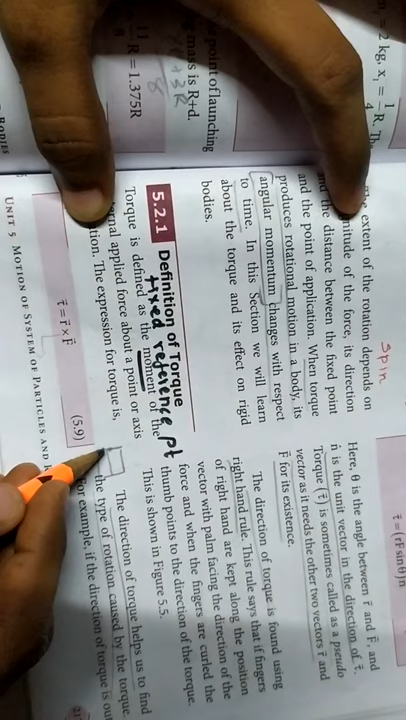 = 2 kg, x₁ = 1/4 R. Th
point of launching
mass is R+d.
11/8 R = 1.375R
+3R
8
BODIES
Spin
extent of the rotation depends on
nitude of the force, its direction
and the distance between the fixed point
and the point of application. When torque
produces rotational motion in a body, its
angular momentum changes with respect
to time. In this Section we will learn
about the torque and its effect on rigid
bodies.
5.2.1 Definition of Torque
fixed reference pt
Torque is defined as the moment of the
nal applied force about a point or axis
ation. The expression for torque is,
τ⃗ = r⃗ × F⃗ (5.9)
UNIT 5 MOTION OF SYSTEM OF PARTICLES AND
τ⃗ = (rF sinθ)n̂
Here, θ is the angle between r⃗ and F⃗, and
n̂ is the unit vector in the direction of τ⃗.
Torque (τ⃗) is sometimes called as a pseudo
vector as it needs the other two vectors r⃗ and
F⃗ for its existence.
The direction of torque is found using
right hand rule. This rule says that if fingers
of right hand are kept along the position
vector with palm facing the direction of the
force and when the fingers are curled the
thumb points to the direction of the torque.
This is shown in Figure 5.5.
The direction of torque helps us to find
the type of rotation caused by the torque.
For example, if the direction of torque is out